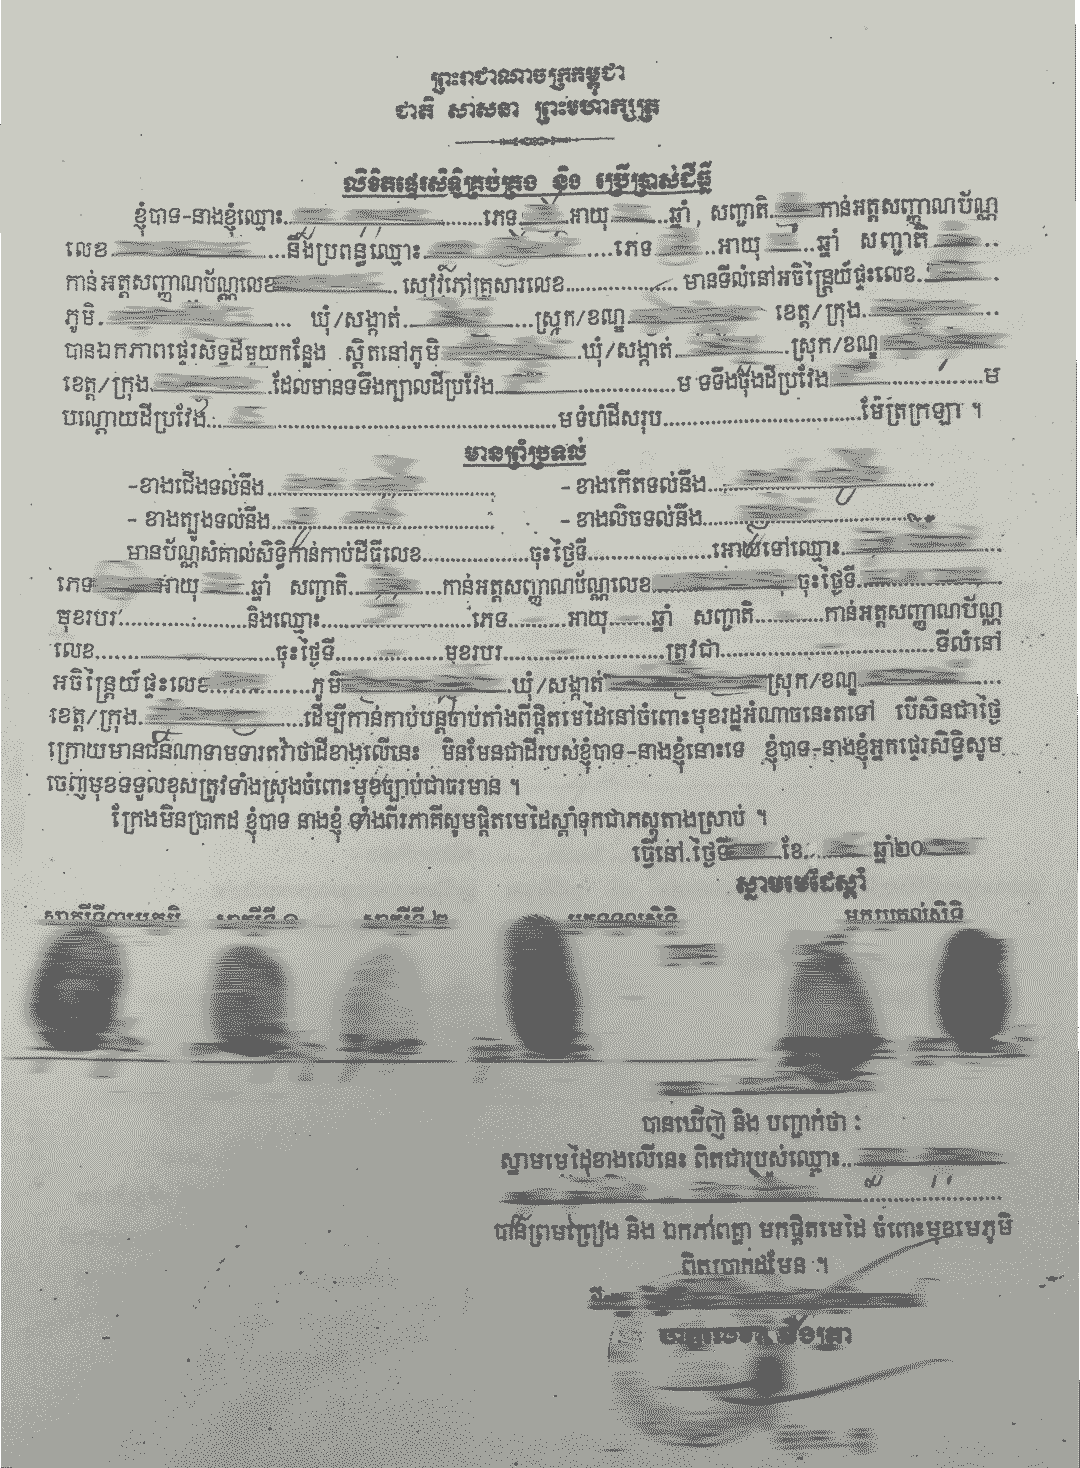 ព្រះរាជាណាចក្រកម្ពុជា
ជាតិ សាសនា ព្រះមហាក្សត្រ
លិខិតផ្ទេរសិទ្ធិគ្រប់គ្រង និង ប្រើប្រាស់ដីធ្លី
ខ្ញុំបាទ-នាងខ្ញុំឈ្មោះ...............ភេទ.......អាយុ.......ឆ្នាំ , សញ្ជាតិ.......កាន់អត្តសញ្ញាណប័ណ្ណ
លេខ...............និងប្រពន្ធឈ្មោះ...............ភេទ.......អាយុ.......ឆ្នាំ សញ្ជាតិ.......
កាន់អត្តសញ្ញាណប័ណ្ណលេខ............... សៀវភៅគ្រួសារលេខ............... មានទីលំនៅអចិន្ត្រៃយ៍ផ្ទះលេខ.......
ភូមិ............... ឃុំ/សង្កាត់...............ស្រុក/ខណ្ឌ............... ខេត្ត/ក្រុង...............
បានឯកភាពផ្ទេរសិទ្ធដីមួយកន្លែង ស្ថិតនៅភូមិ...............ឃុំ/សង្កាត់...............ស្រុក/ខណ្ឌ
ខេត្ត/ក្រុង...............ដែលមានទទឹងក្បាលដីប្រវែង...............ម ទទឹងចុងដីប្រវែង...............ម
បណ្តោយដីប្រវែង...............មទំហំដីសរុប...............ម៉ែត្រក្រឡា ។
មានព្រំប្រទល់
-ខាងជើងទល់នឹង............... -ខាងកើតទល់នឹង...............
- ខាងត្បូងទល់នឹង............... -ខាងលិចទល់នឹង...............
មានប័ណ្ណសំគាល់សិទ្ធិកាន់កាប់ដីធ្លីលេខ...............ចុះថ្ងៃទី...............អោយទៅឈ្មោះ...............
ភេទ.......អាយុ.......ឆ្នាំ សញ្ជាតិ...............កាន់អត្តសញ្ញាណប័ណ្ណលេខ...............ចុះថ្ងៃទី...............
មុខរបរ...............និងឈ្មោះ...............ភេទ.......អាយុ.......ឆ្នាំ សញ្ជាតិ...............កាន់អត្តសញ្ញាណប័ណ្ណ
លេខ...............ចុះថ្ងៃទី...............មុខរបរ...............ត្រូវជា...............ទីលំនៅ
អចិន្ត្រៃយ៍ផ្ទះលេខ...............ភូមិ...............ឃុំ/សង្កាត់...............ស្រុក/ខណ្ឌ...............
ខេត្ត/ក្រុង...............ដើម្បីកាន់កាប់បន្តចាប់តាំងពីផ្តិតមេដៃនៅចំពោះមុខរដ្ឋអំណាចនេះតទៅ បើសិនជាថ្ងៃ
ក្រោយមានជនណាទាមទារតវ៉ាថាដីខាងលើនេះ មិនមែនជាដីរបស់ខ្ញុំបាទ-នាងខ្ញុំនោះទេ ខ្ញុំបាទ-នាងខ្ញុំអ្នកផ្ទេរសិទ្ធិសូម
ចេញមុខទទួលខុសត្រូវទាំងស្រុងចំពោះមុខច្បាប់ជាធរមាន ។
ក្រែងមិនប្រាកដ ខ្ញុំបាទ នាងខ្ញុំ ទាំងពីរភាគីសូមផ្តិតមេដៃស្តាំទុកជាភស្តុតាងស្រាប់ ។
ធ្វើនៅ.ថ្ងៃទី.......ខែ.......ឆ្នាំ២០
ស្នាមមេដៃស្តាំ
សាក្សីទី ១ សាក្សីទី ២ អ្នកទទួលសិទ្ធិ អ្នកប្រគល់សិទ្ធិ
បានឃើញ និង បញ្ជាក់ថា :
ស្នាមមេដៃខាងលើនេះ ពិតជារបស់ឈ្មោះ...............
បានព្រមព្រៀង និង ឯកភាពគ្នា មកផ្តិតមេដៃ ចំពោះមុខមេភូមិ
ពិតប្រាកដមែន ។